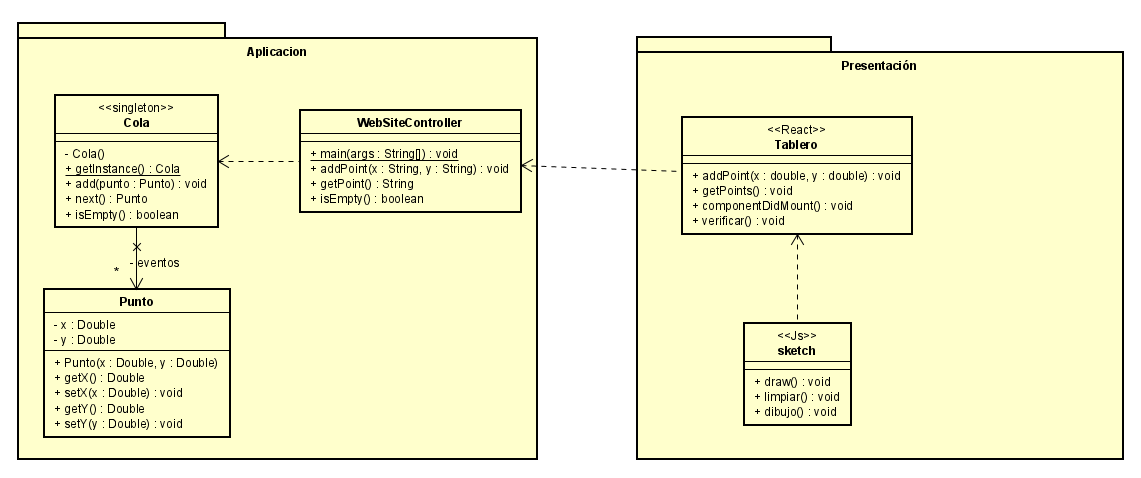 Aplicacion
<<singleton>>
Cola
- Cola()
+ getInstance() : Cola
+ add(punto : Punto) : void
+ next() : Punto
+ isEmpty() : boolean
WebSiteController
+ main(args : String[]) : void
+ addPoint(x : String, y : String) : void
+ getPoint() : String
+ isEmpty() : boolean
- eventos
*
Punto
- x : Double
- y : Double
+ Punto(x : Double, y : Double)
+ getX() : Double
+ setX(x : Double) : void
+ getY() : Double
+ setY(y : Double) : void
Presentación
<<React>>
Tablero
+ addPoint(x : double, y : double) : void
+ getPoints() : void
+ componentDidMount() : void
+ verificar() : void
<<Js>>
sketch
+ draw() : void
+ limpiar() : void
+ dibujo() : void